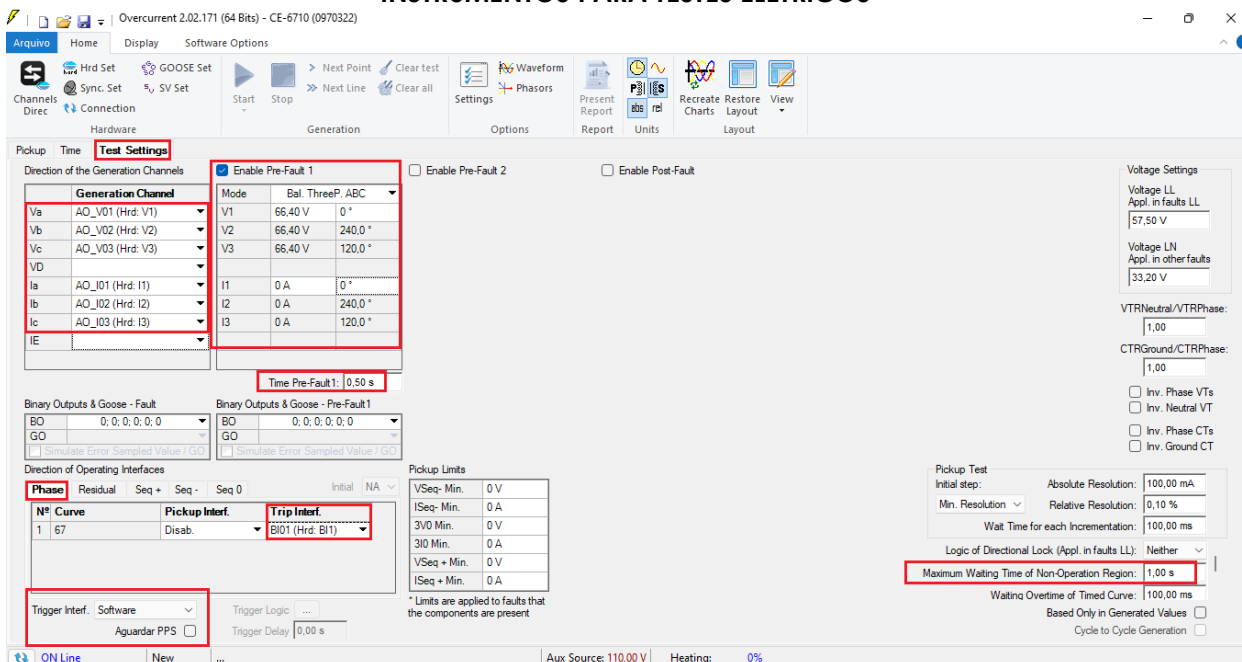 INSTRUMENTOS PARA TESTES ELÉTRICOS
Overcurrent 2.02.171 (64 Bits) - CE-6710 (0970322)
Arquivo Home Display Software Options
Hrd Set GOOSE Set Next Point Clear test Waveform
Sync. Set SV Set Next Line Clear all Phasors
Channels Direc Connection Start Stop Settings Present Report abs rel Recreate Charts Restore Layout View
Hardware Generation Options Report Units Layout
Pickup Time Test Settings
Direction of the Generation Channels Enable Pre-Fault 1 Enable Pre-Fault 2 Enable Post-Fault Voltage Settings
Generation Channel Mode Bal. ThreeP. ABC
Va AO_V01 (Hrd: V1) V1 66,40 V 0 °
Vb AO_V02 (Hrd: V2) V2 66,40 V 240,0 °
Vc AO_V03 (Hrd: V3) V3 66,40 V 120,0 °
VD
Ia AO_I01 (Hrd: I1) I1 0 A 0 °
Ib AO_I02 (Hrd: I2) I2 0 A 240,0 °
Ic AO_I03 (Hrd: I3) I3 0 A 120,0 °
IE
Time Pre-Fault1: 0,50 s
Voltage LL
Appl. in faults LL
57,50 V
Voltage LN
Appl. in other faults
33,20 V
VTRNeutral/VTRPhase:
1,00
CTRGround/CTRPhase:
1,00
Inv. Phase VTs
Inv. Neutral VT
Inv. Phase CTs
Inv. Ground CT
Binary Outputs & Goose - Fault Binary Outputs & Goose - Pre-Fault1
BO 0; 0; 0; 0; 0; 0 BO 0; 0; 0; 0; 0; 0
GO GO
Simulate Error Sampled Value / GO Simulate Error Sampled Value / GO
Direction of Operating Interfaces
Phase Residual Seq + Seq - Seq 0 Initial NA
Nº Curve Pickup Interf. Trip Interf.
1 67 Disab. BI01 (Hrd: BI1)
Trigger Interf. Software Trigger Logic ...
Aguardar PPS Trigger Delay 0,00 s
Pickup Limits
VSeq- Min. 0 V
ISeq- Min. 0 A
3V0 Min. 0 V
3I0 Min. 0 A
VSeq + Min. 0 V
ISeq + Min. 0 A
* Limits are applied to faults that
the components are present
Pickup Test
Initial step: Absolute Resolution: 100,00 mA
Min. Resolution Relative Resolution: 0,10 %
Wait Time for each Incrementation: 100,00 ms
Logic of Directional Lock (Appl. in faults LL): Neither
Maximum Waiting Time of Non-Operation Region: 1,00 s
Waiting Overtime of Timed Curve: 100,00 ms
Based Only in Generated Values
Cycle to Cycle Generation
ON Line New ... Aux Source: 110.00 V Heating: 0%